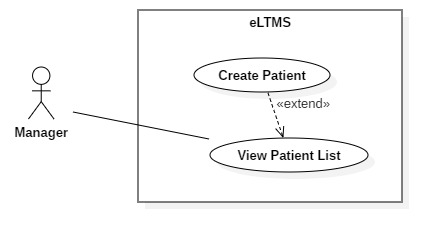 eLTMS
Create Patient
«extend»
Manager
View Patient List